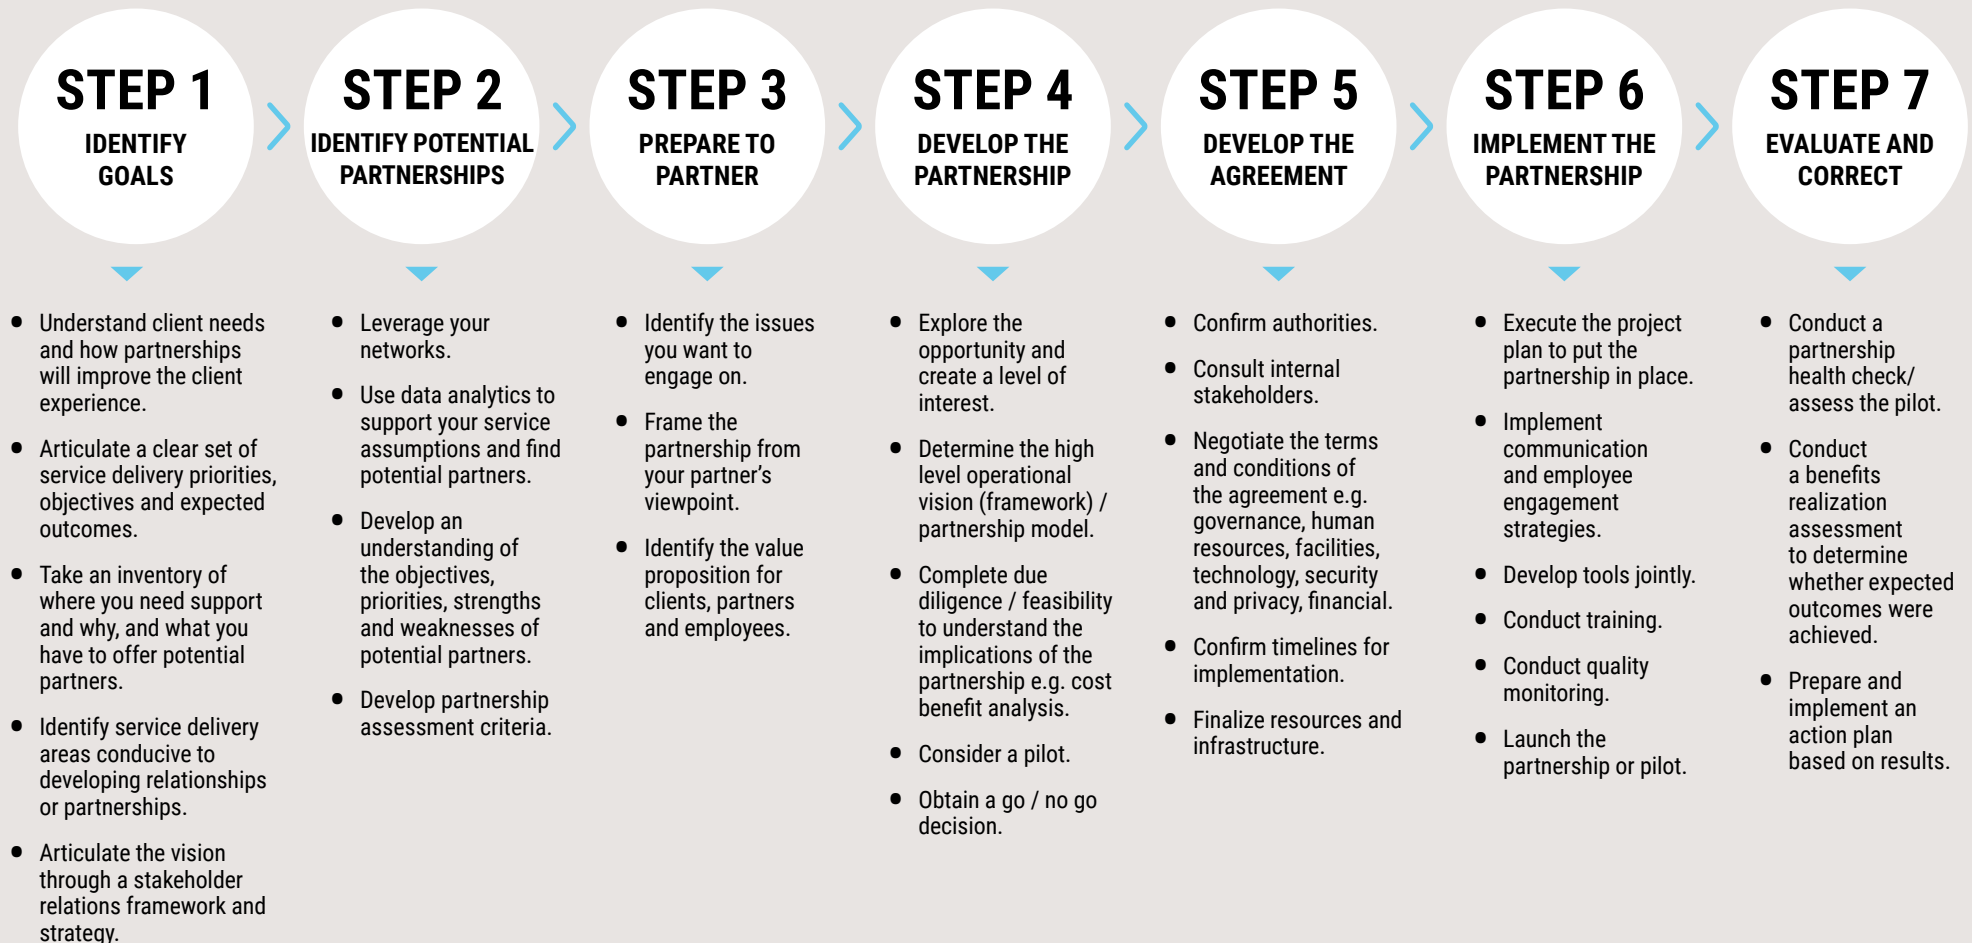 STEP 1
IDENTIFY
GOALS
STEP 2
IDENTIFY POTENTIAL
PARTNERSHIPS
STEP 3
PREPARE TO
PARTNER
STEP 4
DEVELOP THE
PARTNERSHIP
STEP 5
DEVELOP THE
AGREEMENT
STEP 6
IMPLEMENT THE
PARTNERSHIP
STEP 7
EVALUATE AND
CORRECT
• Understand client needs
and how partnerships
will improve the client
experience.
• Articulate a clear set of
service delivery priorities,
objectives and expected
outcomes.
• Take an inventory of
where you need support
and why, and what you
have to offer potential
partners.
• Identify service delivery
areas conducive to
developing relationships
or partnerships.
• Articulate the vision
through a stakeholder
relations framework and
strategy.
• Leverage your
networks.
• Use data analytics to
support your service
assumptions and find
potential partners.
• Develop an
understanding of
the objectives,
priorities, strengths
and weaknesses of
potential partners.
• Develop partnership
assessment criteria.
• Identify the issues
you want to
engage on.
• Frame the
partnership from
your partner’s
viewpoint.
• Identify the value
proposition for
clients, partners
and employees.
• Explore the
opportunity and
create a level of
interest.
• Determine the high
level operational
vision (framework) /
partnership model.
• Complete due
diligence / feasibility
to understand the
implications of the
partnership e.g. cost
benefit analysis.
• Consider a pilot.
• Obtain a go / no go
decision.
• Confirm authorities.
• Consult internal
stakeholders.
• Negotiate the terms
and conditions of
the agreement e.g.
governance, human
resources, facilities,
technology, security
and privacy, financial.
• Confirm timelines for
implementation.
• Finalize resources and
infrastructure.
• Execute the project
plan to put the
partnership in place.
• Implement
communication
and employee
engagement
strategies.
• Develop tools jointly.
• Conduct training.
• Conduct quality
monitoring.
• Launch the
partnership or pilot.
• Conduct a
partnership
health check/
assess the pilot.
• Conduct
a benefits
realization
assessment
to determine
whether expected
outcomes were
achieved.
• Prepare and
implement an
action plan
based on results.